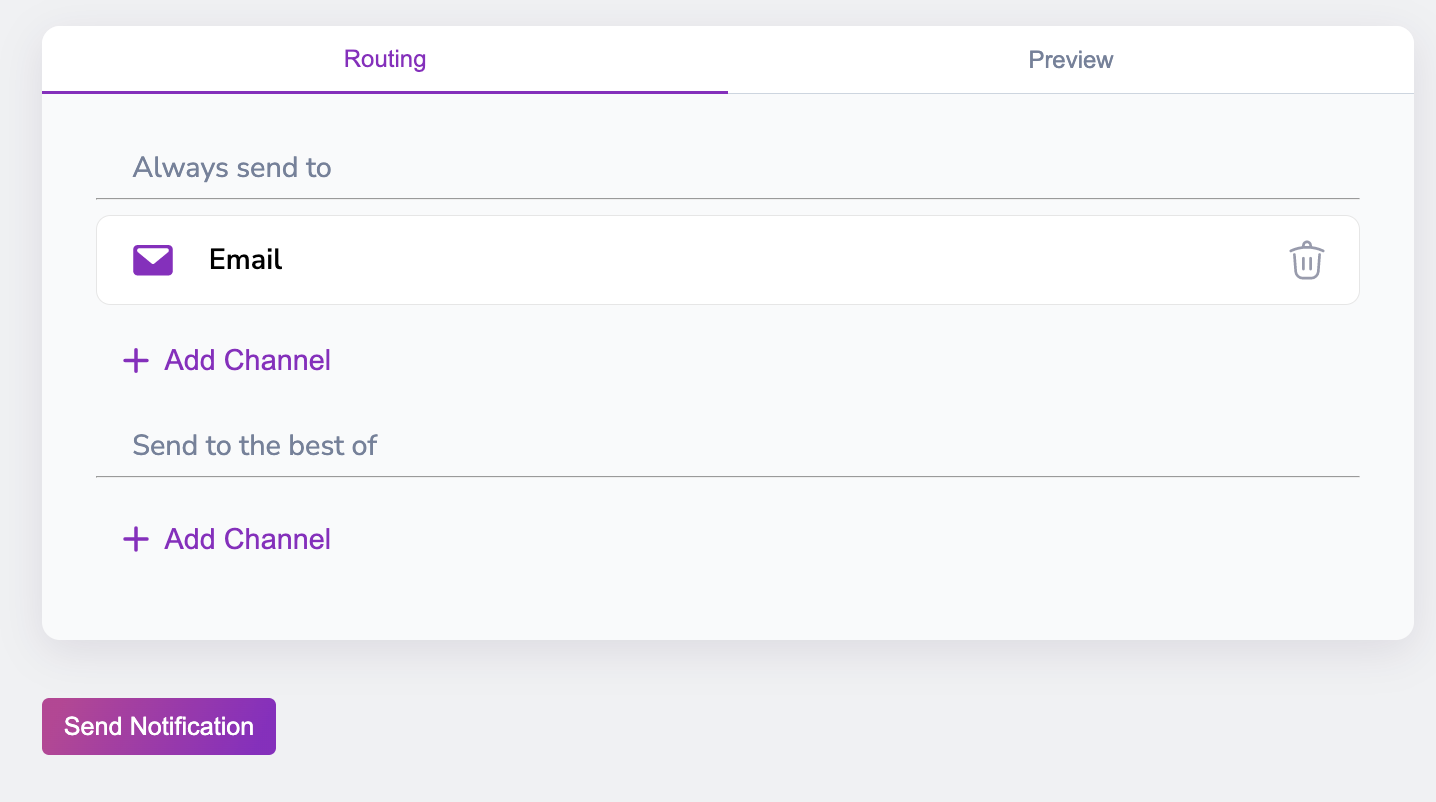 Routing
Preview
Always send to
Email
Add Channel
Send to the best of
Add Channel
Send Notification